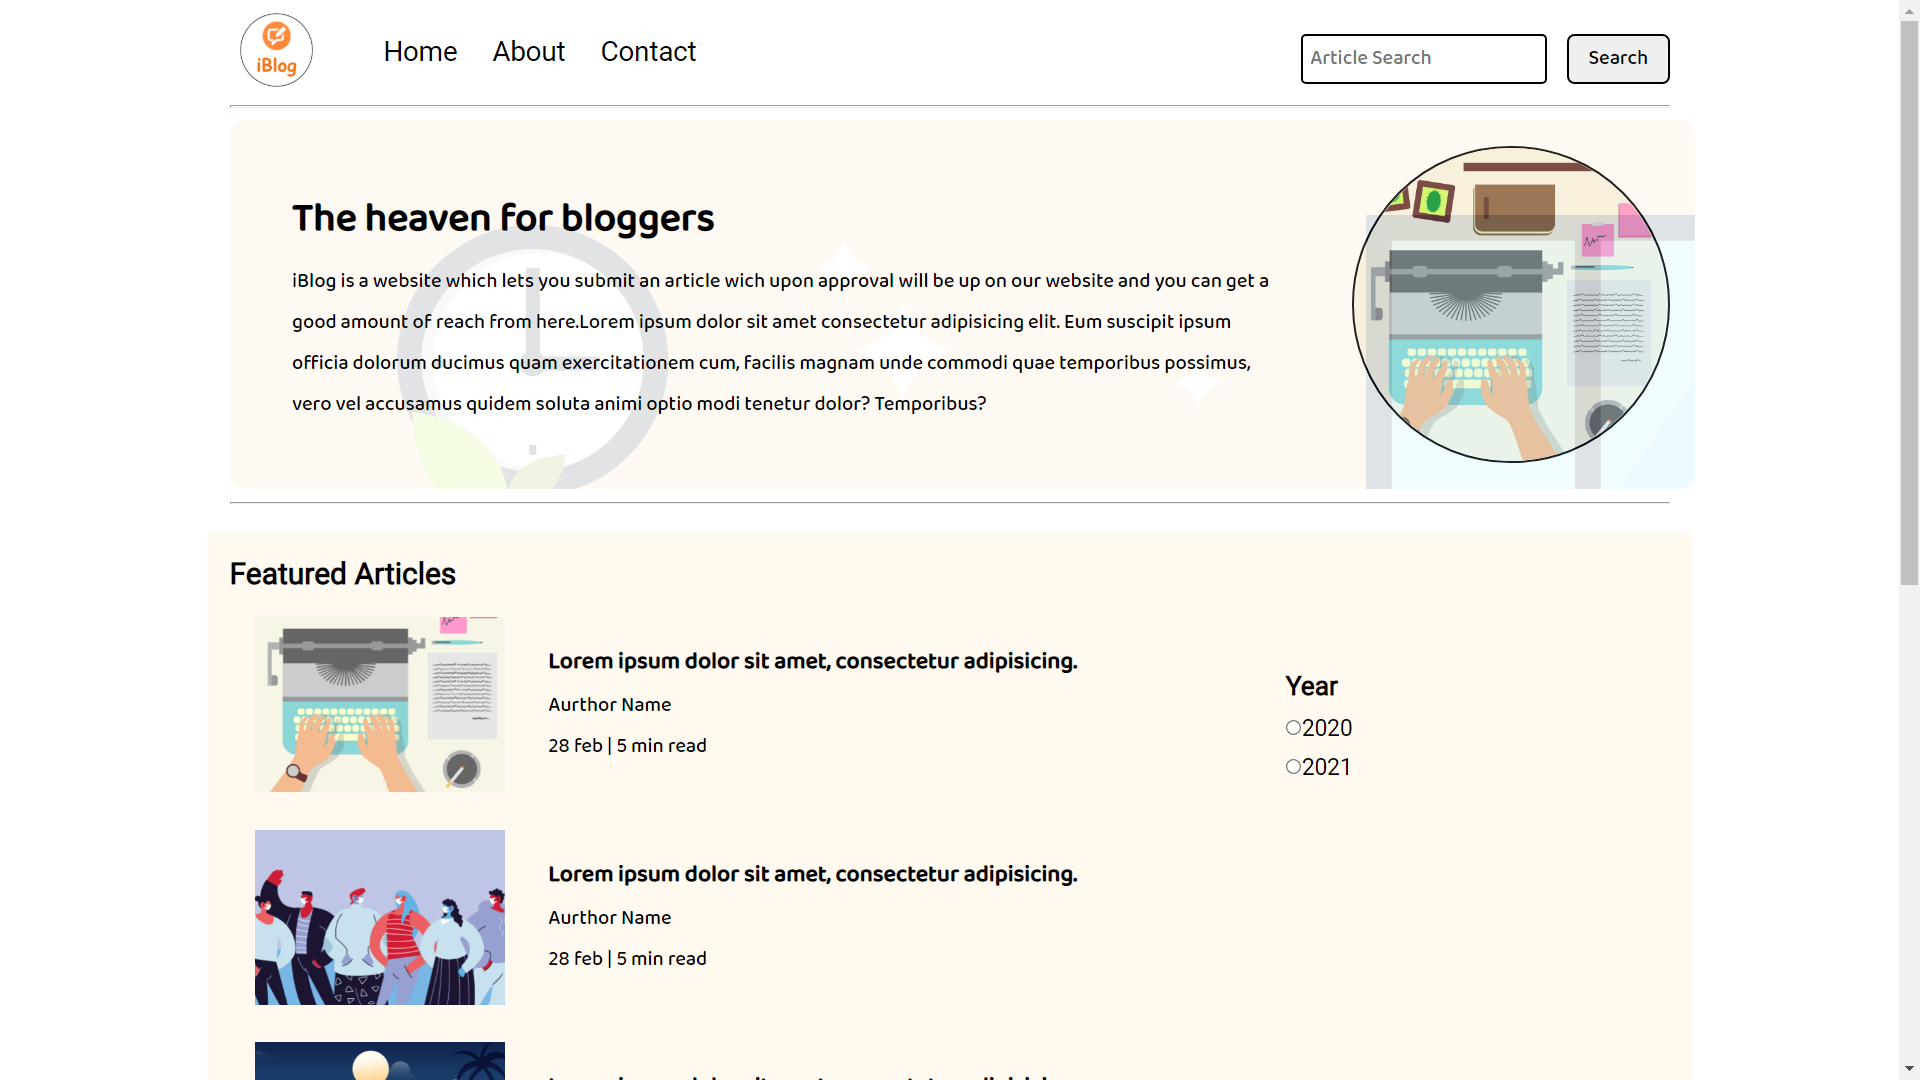 iBlog
Home About Contact
Article Search
Search
The heaven for bloggers
iBlog is a website which lets you submit an article wich upon approval will be up on our website and you can get a
good amount of reach from here.Lorem ipsum dolor sit amet consectetur adipisicing elit. Eum suscipit ipsum
officia dolorum ducimus quam exercitationem cum, facilis magnam unde commodi quae temporibus possimus,
vero vel accusamus quidem soluta animi optio modi tenetur dolor? Temporibus?
Featured Articles
Lorem ipsum dolor sit amet, consectetur adipisicing.
Aurthor Name
28 feb | 5 min read
Year
2020
2021
Lorem ipsum dolor sit amet, consectetur adipisicing.
Aurthor Name
28 feb | 5 min read